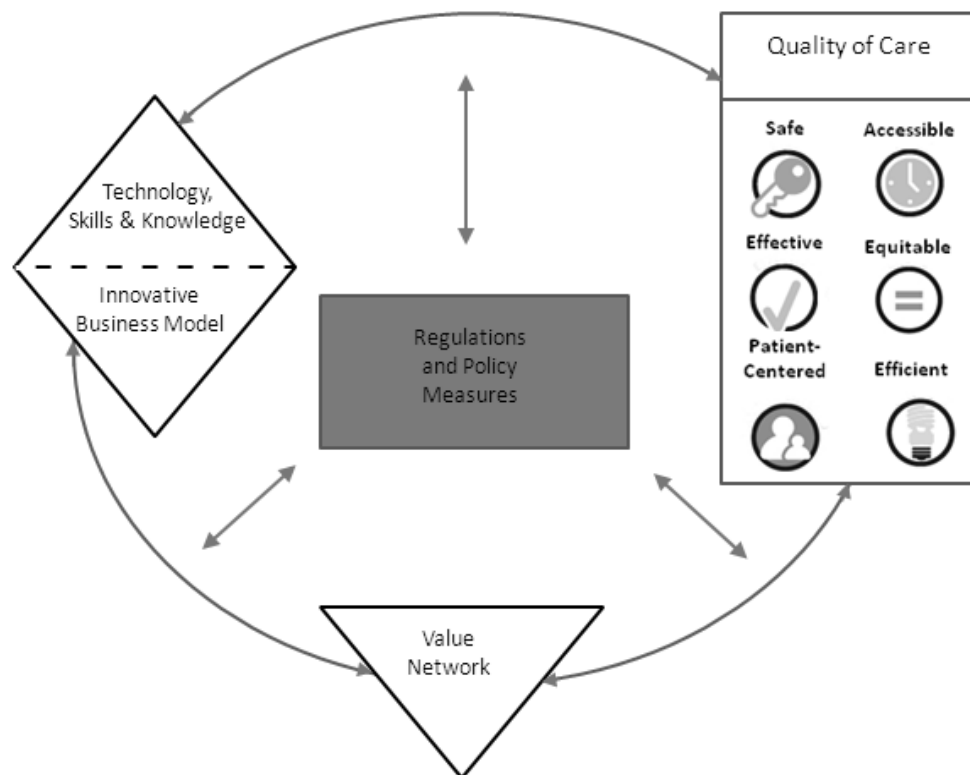 Quality of Care
Safe
Accessible
Technology,
Skills & Knowledge
Effective
Equitable
Innovative
Business Model
Regulations
and Policy
Measures
Patient-
Centered
Efficient
Value
Network